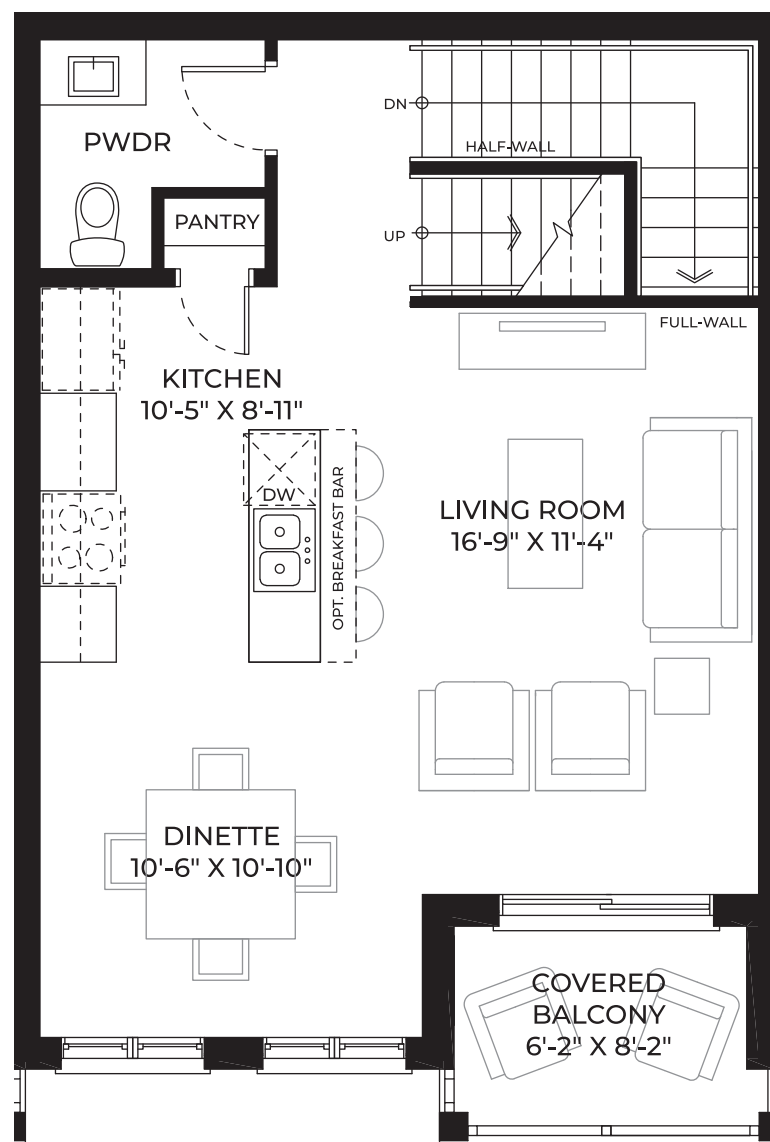 DN
PWDR
HALF-WALL
PANTRY
UP
FULL-WALL
KITCHEN
10'-5" X 8'-11"
DW
OPT. BREAKFAST BAR
LIVING ROOM
16'-9" X 11'-4"
DINETTE
10'-6" X 10'-10"
COVERED
BALCONY
6'-2" X 8'-2"